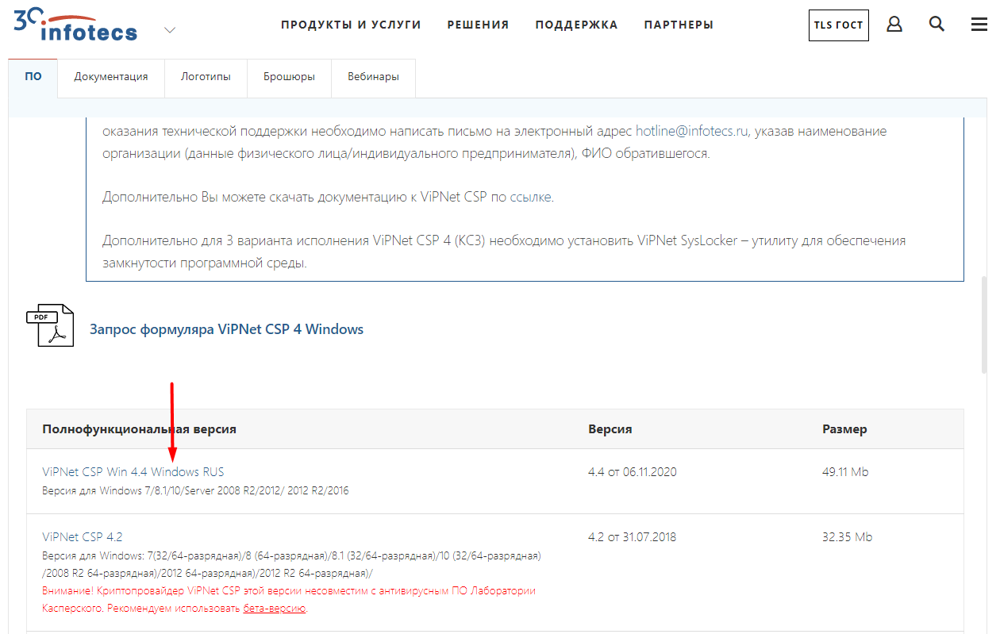 30 infotecs
ПРОДУКТЫ И УСЛУГИ РЕШЕНИЯ ПОДДЕРЖКА ПАРТНЕРЫ TLS ГОСТ
ПО Документация Логотипы Брошюры Вебинары
оказания технической поддержки необходимо написать письмо на электронный адрес hotline@infotecs.ru, указав наименование
организации (данные физического лица/индивидуального предпринимателя), ФИО обратившегося.
Дополнительно Вы можете скачать документацию к ViPNet CSP по ссылке.
Дополнительно для 3 варианта исполнения ViPNet CSP 4 (КС3) необходимо установить ViPNet SysLocker – утилиту для обеспечения
замкнутости программной среды.
PDF
Запрос формуляра ViPNet CSP 4 Windows
Полнофункциональная версия Версия Размер
ViPNet CSP Win 4.4 Windows RUS 4.4 от 06.11.2020 49.11 Mb
Версия для Windows 7/8.1/10/Server 2008 R2/2012/ 2012 R2/2016
ViPNet CSP 4.2 4.2 от 31.07.2018 32.35 Mb
Версия для Windows: 7(32/64-разрядная)/8 (64-разрядная)/8.1 (32/64-разрядная)/10 (32/64-разрядная)
/2008 R2 64-разрядная)/2012 64-разрядная)/2012 R2 64-разрядная)/
Внимание! Криптопровайдер ViPNet CSP этой версии несовместим с антивирусным ПО Лаборатории
Касперского. Рекомендуем использовать бета-версию.